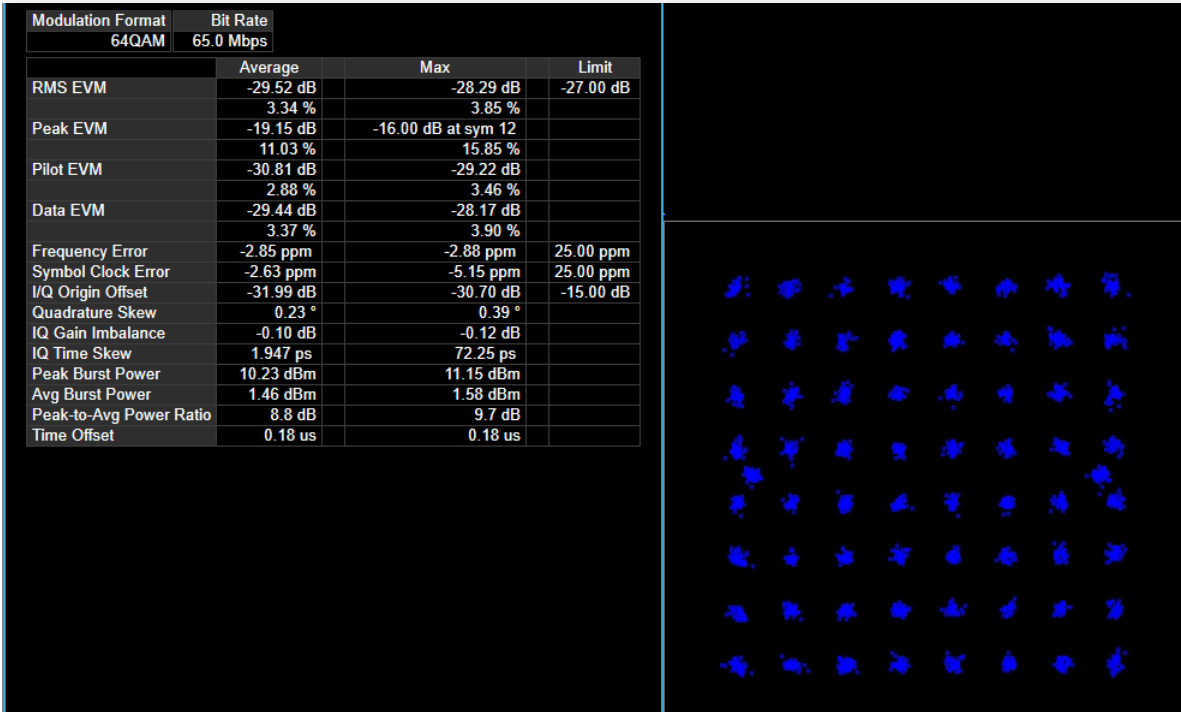 Modulation Format Bit Rate
64QAM 65.0 Mbps
Average Max Limit
RMS EVM -29.52 dB -28.29 dB -27.00 dB
3.34 % 3.85 %
Peak EVM -19.15 dB -16.00 dB at sym 12
11.03 % 15.85 %
Pilot EVM -30.81 dB -29.22 dB
2.88 % 3.46 %
Data EVM -29.44 dB -28.17 dB
3.37 % 3.90 %
Frequency Error -2.85 ppm -2.88 ppm 25.00 ppm
Symbol Clock Error -2.63 ppm -5.15 ppm 25.00 ppm
I/Q Origin Offset -31.99 dB -30.70 dB -15.00 dB
Quadrature Skew 0.23 ° 0.39 °
IQ Gain Imbalance -0.10 dB -0.12 dB
IQ Time Skew 1.947 ps 72.25 ps
Peak Burst Power 10.23 dBm 11.15 dBm
Avg Burst Power 1.46 dBm 1.58 dBm
Peak-to-Avg Power Ratio 8.8 dB 9.7 dB
Time Offset 0.18 us 0.18 us